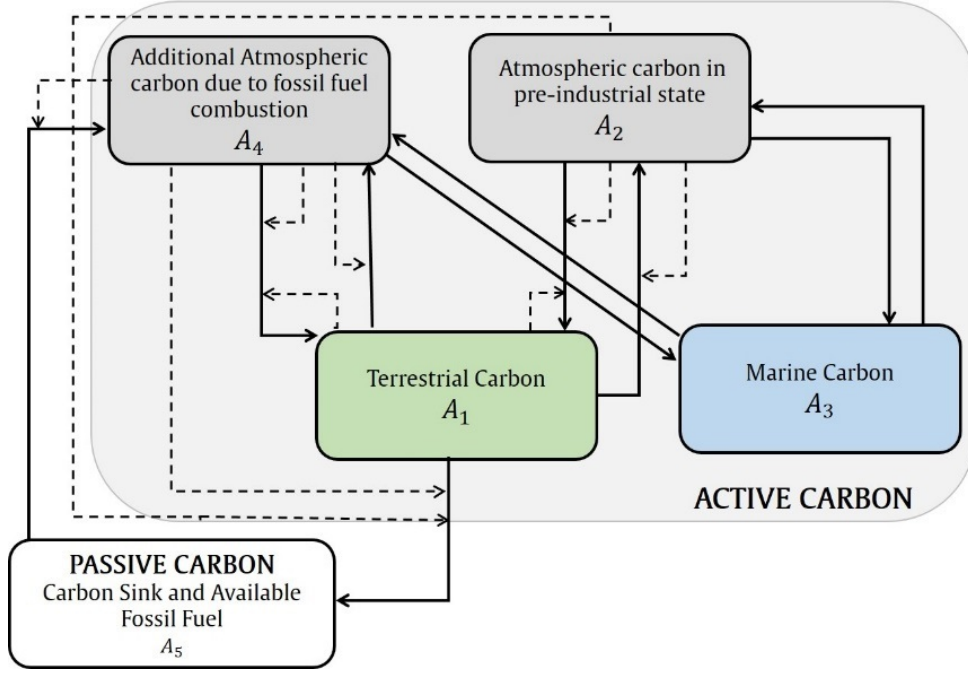 Additional Atmospheric
carbon due to fossil fuel
combustion
A₄
Atmospheric carbon in
pre-industrial state
A₂
Terrestrial Carbon
A₁
Marine Carbon
A₃
ACTIVE CARBON
PASSIVE CARBON
Carbon Sink and Available
Fossil Fuel
A₅